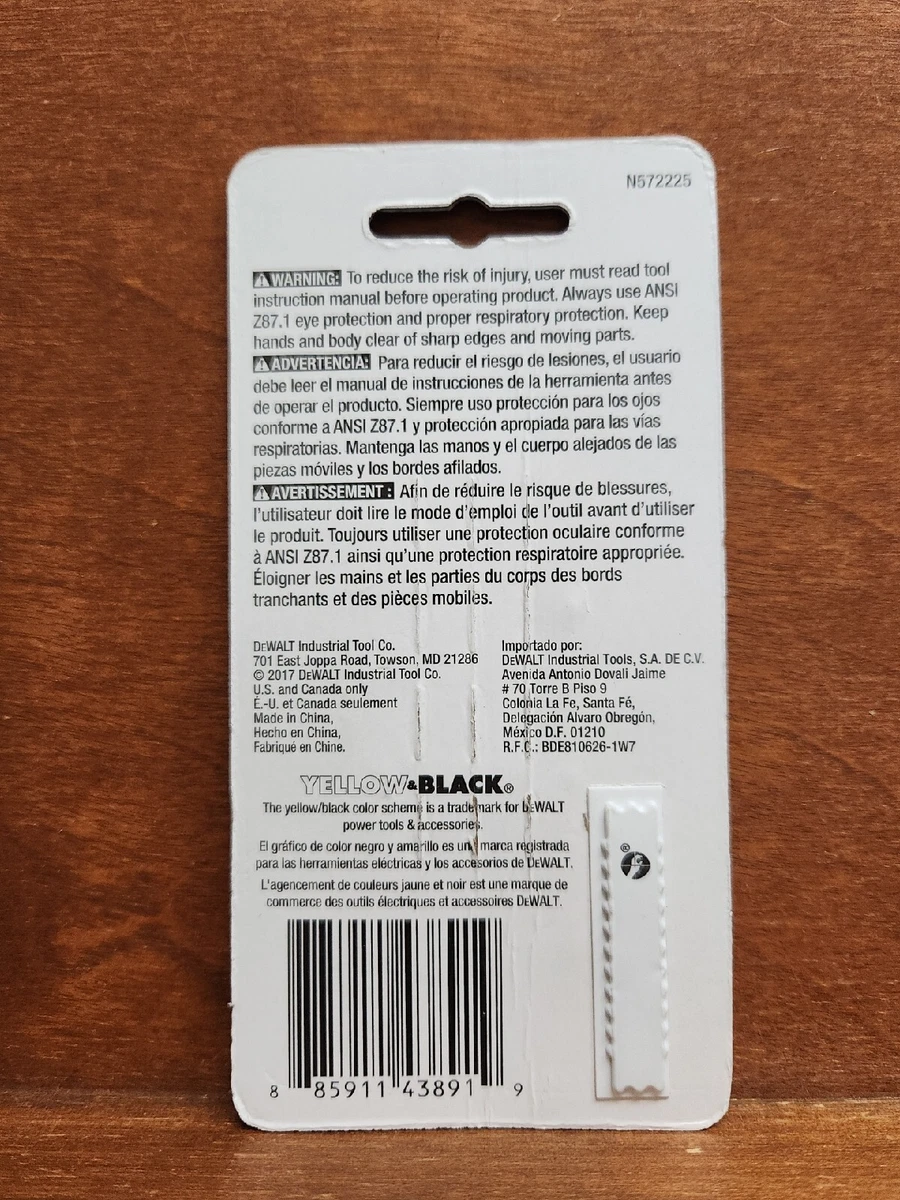 N572225
WARNING: To reduce the risk of injury, user must read tool
instruction manual before operating product. Always use ANSI
Z87.1 eye protection and proper respiratory protection. Keep
hands and body clear of sharp edges and moving parts.
ADVERTENCIA: Para reducir el riesgo de lesiones, el usuario
debe leer el manual de instrucciones de la herramienta antes
de operar el producto. Siempre uso protección para los ojos
conforme a ANSI Z87.1 y protección apropiada para las vías
respiratorias. Mantenga las manos y el cuerpo alejados de las
piezas móviles y los bordes afilados.
AVERTISSEMENT : Afin de réduire le risque de blessures,
l'utilisateur doit lire le mode d'emploi de l'outil avant d'utiliser
le produit. Toujours utiliser une protection oculaire conforme
à ANSI Z87.1 ainsi qu'une protection respiratoire appropriée.
Éloigner les mains et les parties du corps des bords
tranchants et des pièces mobiles.
DEWALT Industrial Tool Co.
701 East Joppa Road, Towson, MD 21286
© 2017 DEWALT Industrial Tool Co.
U.S. and Canada only
É.-U. et Canada seulement
Made in China,
Hecho en China,
Fabriqué en Chine.
Importado por:
DEWALT Industrial Tools, S.A. DE C.V.
Avenida Antonio Dovali Jaime
# 70 Torre B Piso 9
Colonia La Fe, Santa Fé,
Delegación Alvaro Obregón,
México D.F. 01210
R.F.C.: BDE810626-1W7
YELLOW&BLACK®
The yellow/black color scheme is a trademark for DEWALT
power tools & accessories.
El gráfico de color negro y amarillo es una marca registrada
para las herramientas eléctricas y los accesorios de DEWALT.
L'agencement de couleurs jaune et noir est une marque de
commerce des outils électriques et accessoires DEWALT.
8 85911 43891 9
®